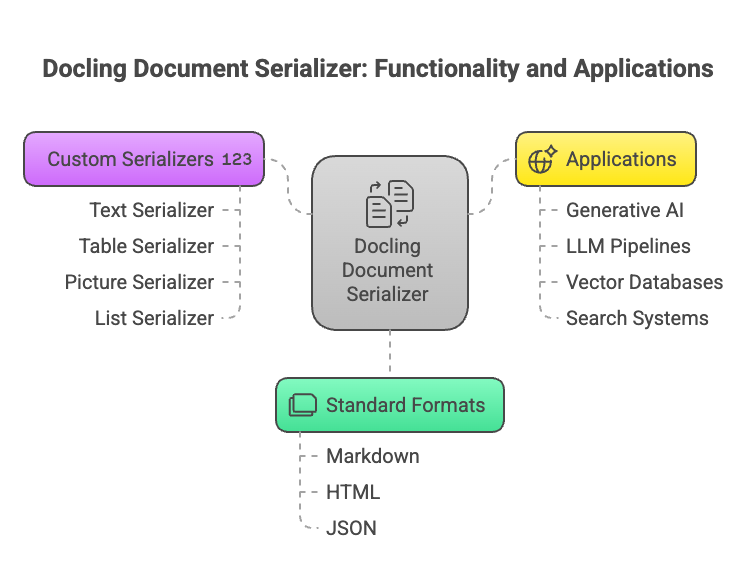 Docling Document Serializer: Functionality and Applications
Custom Serializers 123
Text Serializer
Table Serializer
Picture Serializer
List Serializer
Docling
Document
Serializer
Applications
Generative AI
LLM Pipelines
Vector Databases
Search Systems
Standard Formats
Markdown
HTML
JSON